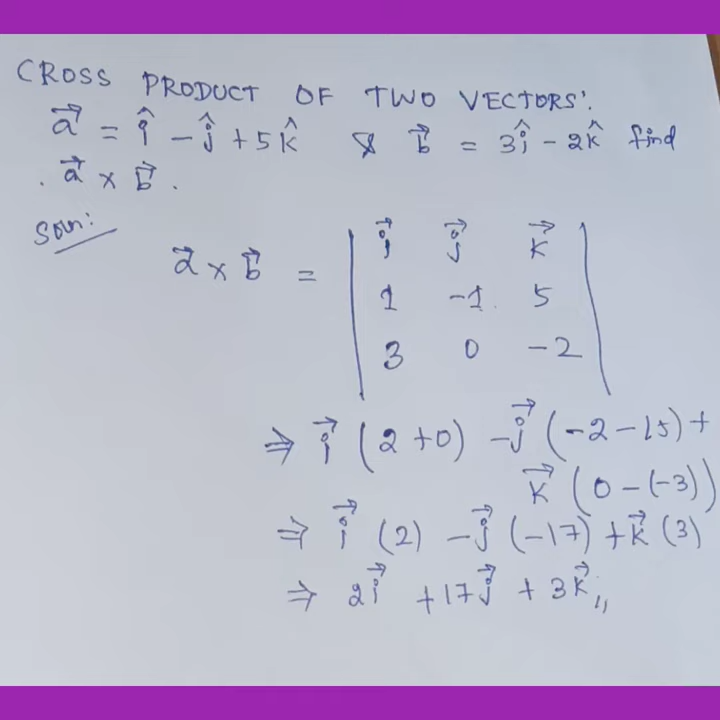 CROSS PRODUCT OF TWO VECTORS'.
a⃗ = î - ĵ + 5k̂ & b⃗ = 3î - 2k̂ find
. a⃗ × b⃗ .
Soln:
a⃗ × b⃗ = | i⃗ j⃗ k⃗ |
1 -1 5
3 0 -2
⇒ i⃗ (2+0) - j⃗ (-2-15) +
k⃗ (0-(-3))
⇒ i⃗ (2) - j⃗ (-17) + k⃗ (3)
⇒ 2i⃗ + 17j⃗ + 3k⃗ ,,